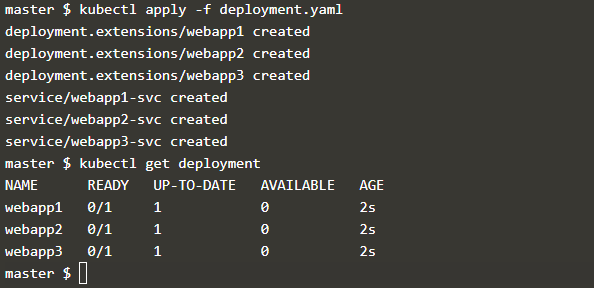 master $ kubectl apply -f deployment.yaml
deployment.extensions/webapp1 created
deployment.extensions/webapp2 created
deployment.extensions/webapp3 created
service/webapp1-svc created
service/webapp2-svc created
service/webapp3-svc created
master $ kubectl get deployment
NAME      READY   UP-TO-DATE   AVAILABLE   AGE
webapp1   0/1     1            0           2s
webapp2   0/1     1            0           2s
webapp3   0/1     1            0           2s
master $